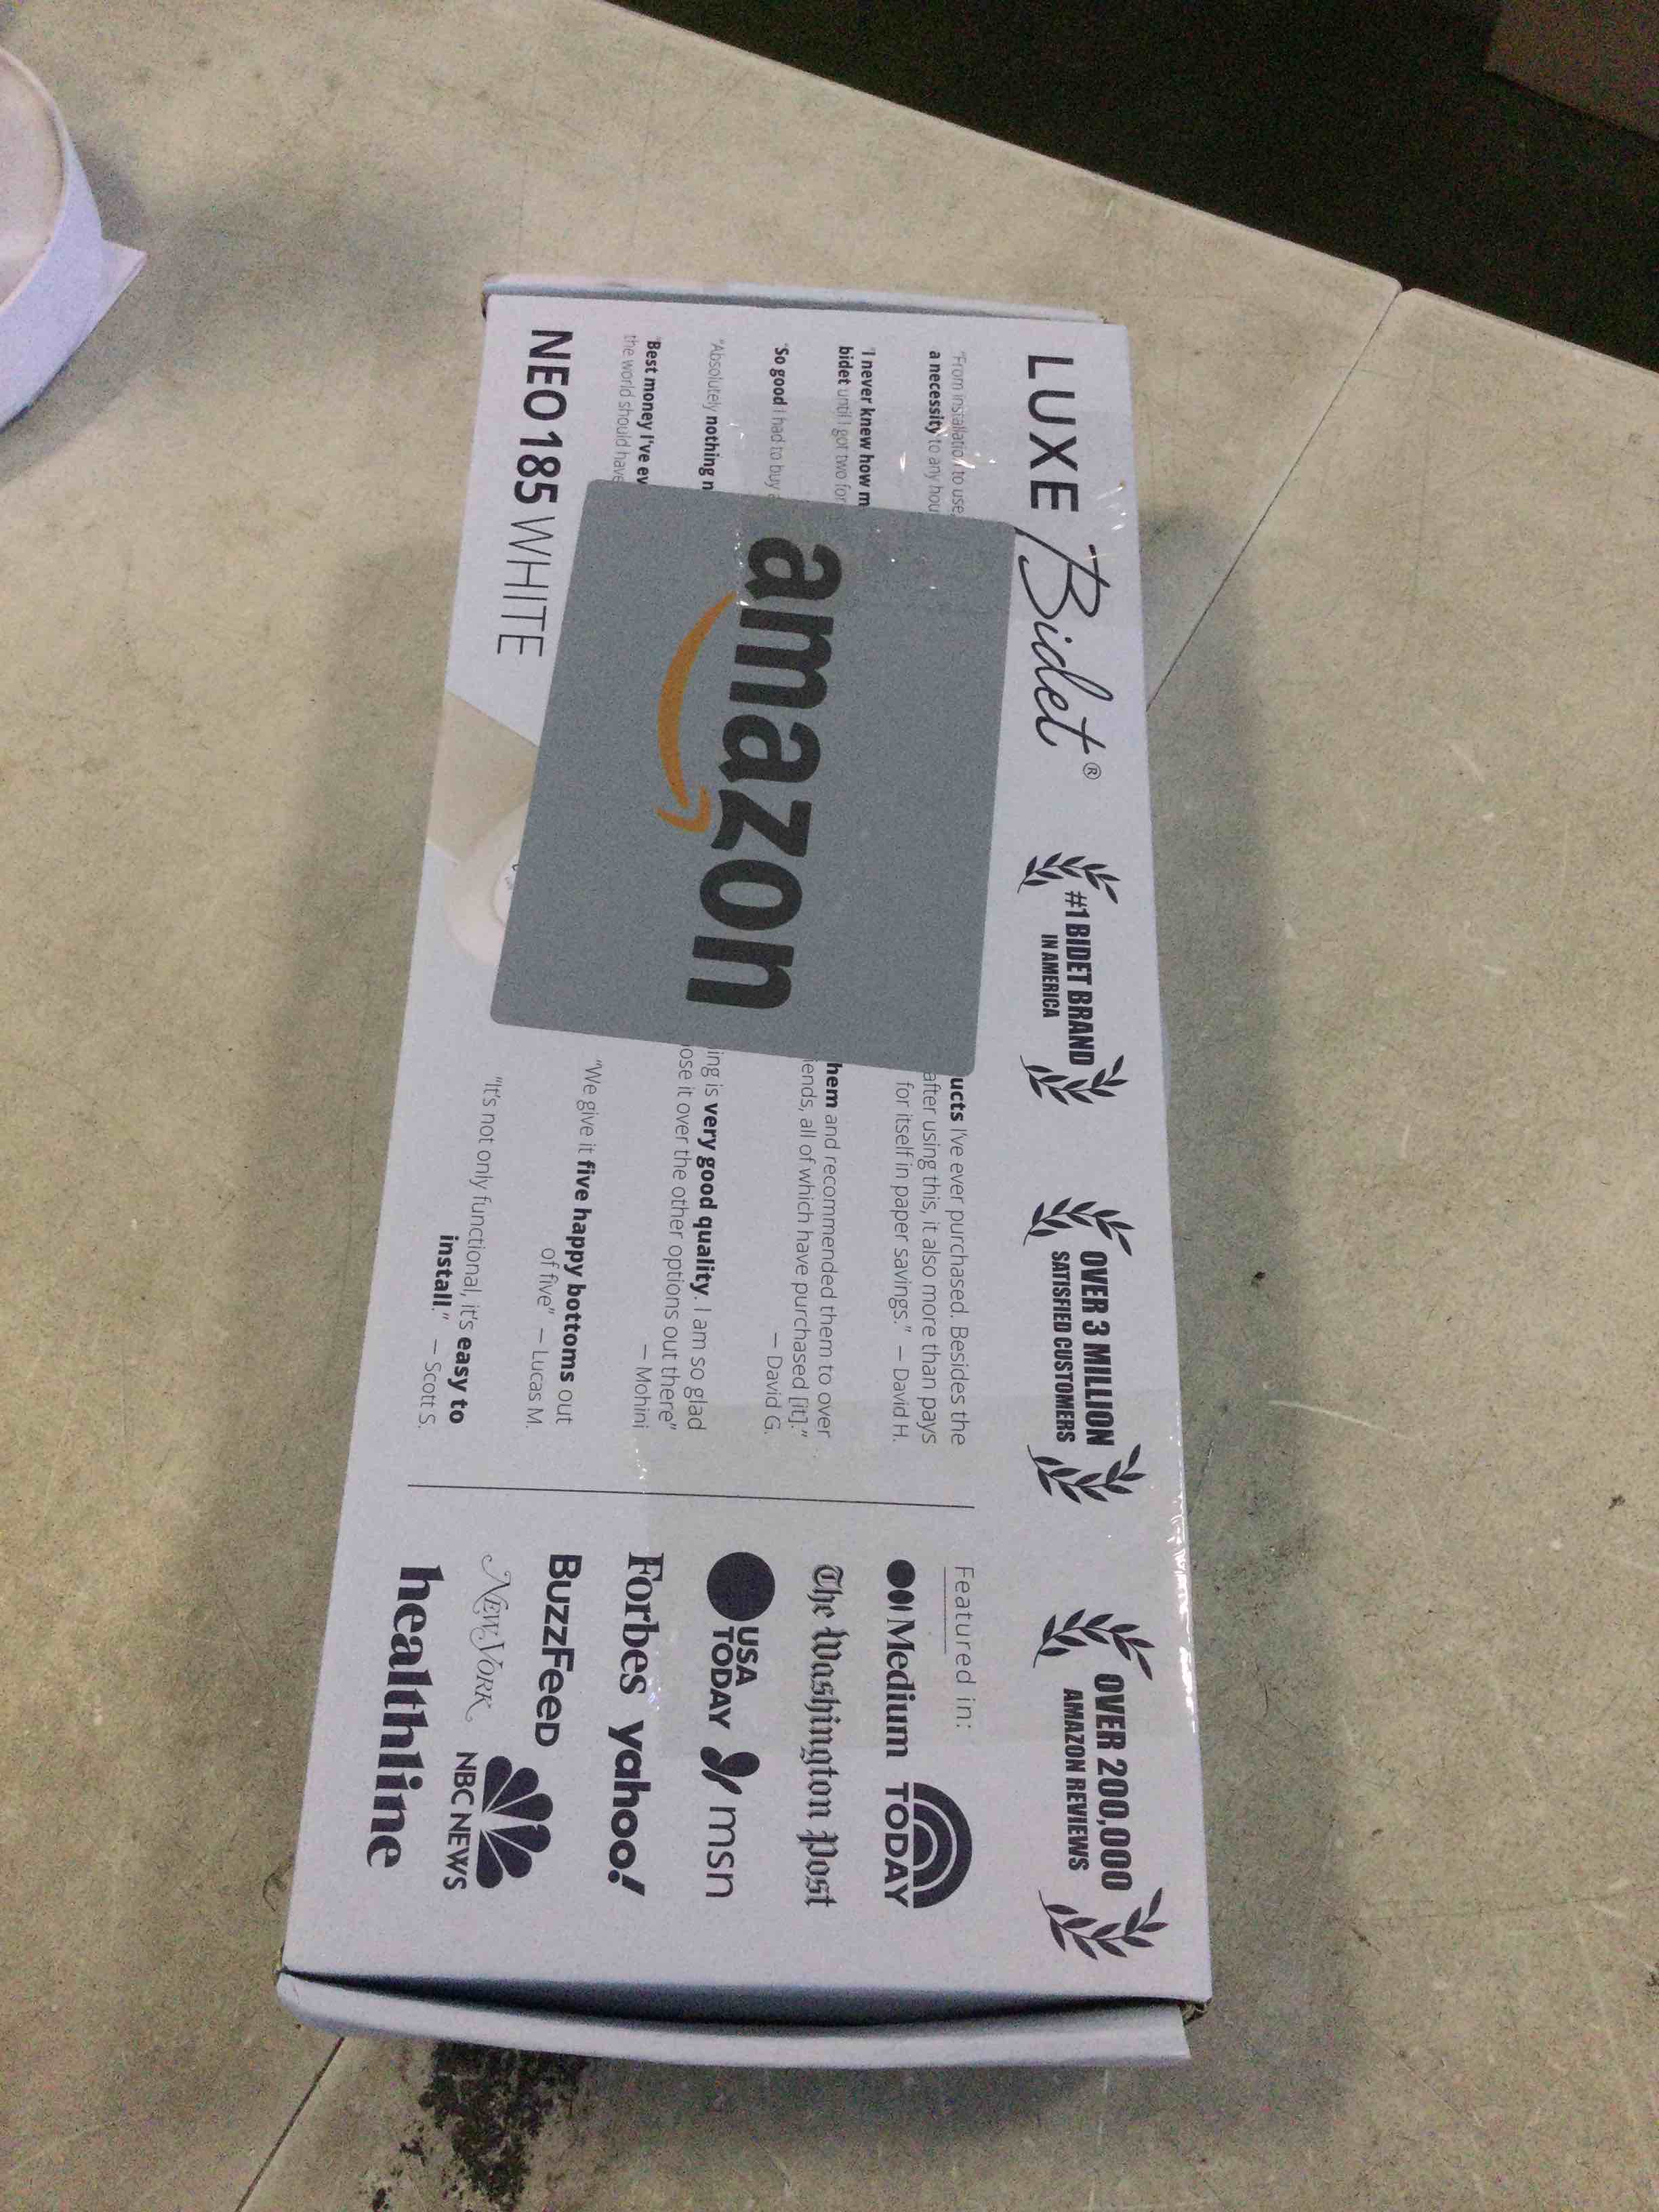 LUXE Bidet®
#1 BIDET BRAND
IN AMERICA
OVER 3 MILLION
SATISFIED CUSTOMERS
OVER 200,000
AMAZON REVIEWS
"From installation to use,
a necessity to any hou
"I never knew how m
bidet until I got two for
"So good I had to buy
"Absolutely nothing n
"Best money I've ev
the world should have
NEO 185 WHITE
amazon
ucts I've ever purchased. Besides the
after using this, it also more than pays
for itself in paper savings." – David H.
hem and recommended them to over
iends, all of which have purchased [it]."
– David G.
ing is very good quality. I am so glad
ose it over the other options out there"
– Mohini
"We give it five happy bottoms out
of five" – Lucas M.
"It's not only functional, it's easy to
install." – Scott S.
Featured in:
Medium TODAY
The Washington Post
USA TODAY msn
Forbes yahoo!
BuzzFeed
NEW YORK NBC NEWS
healthline